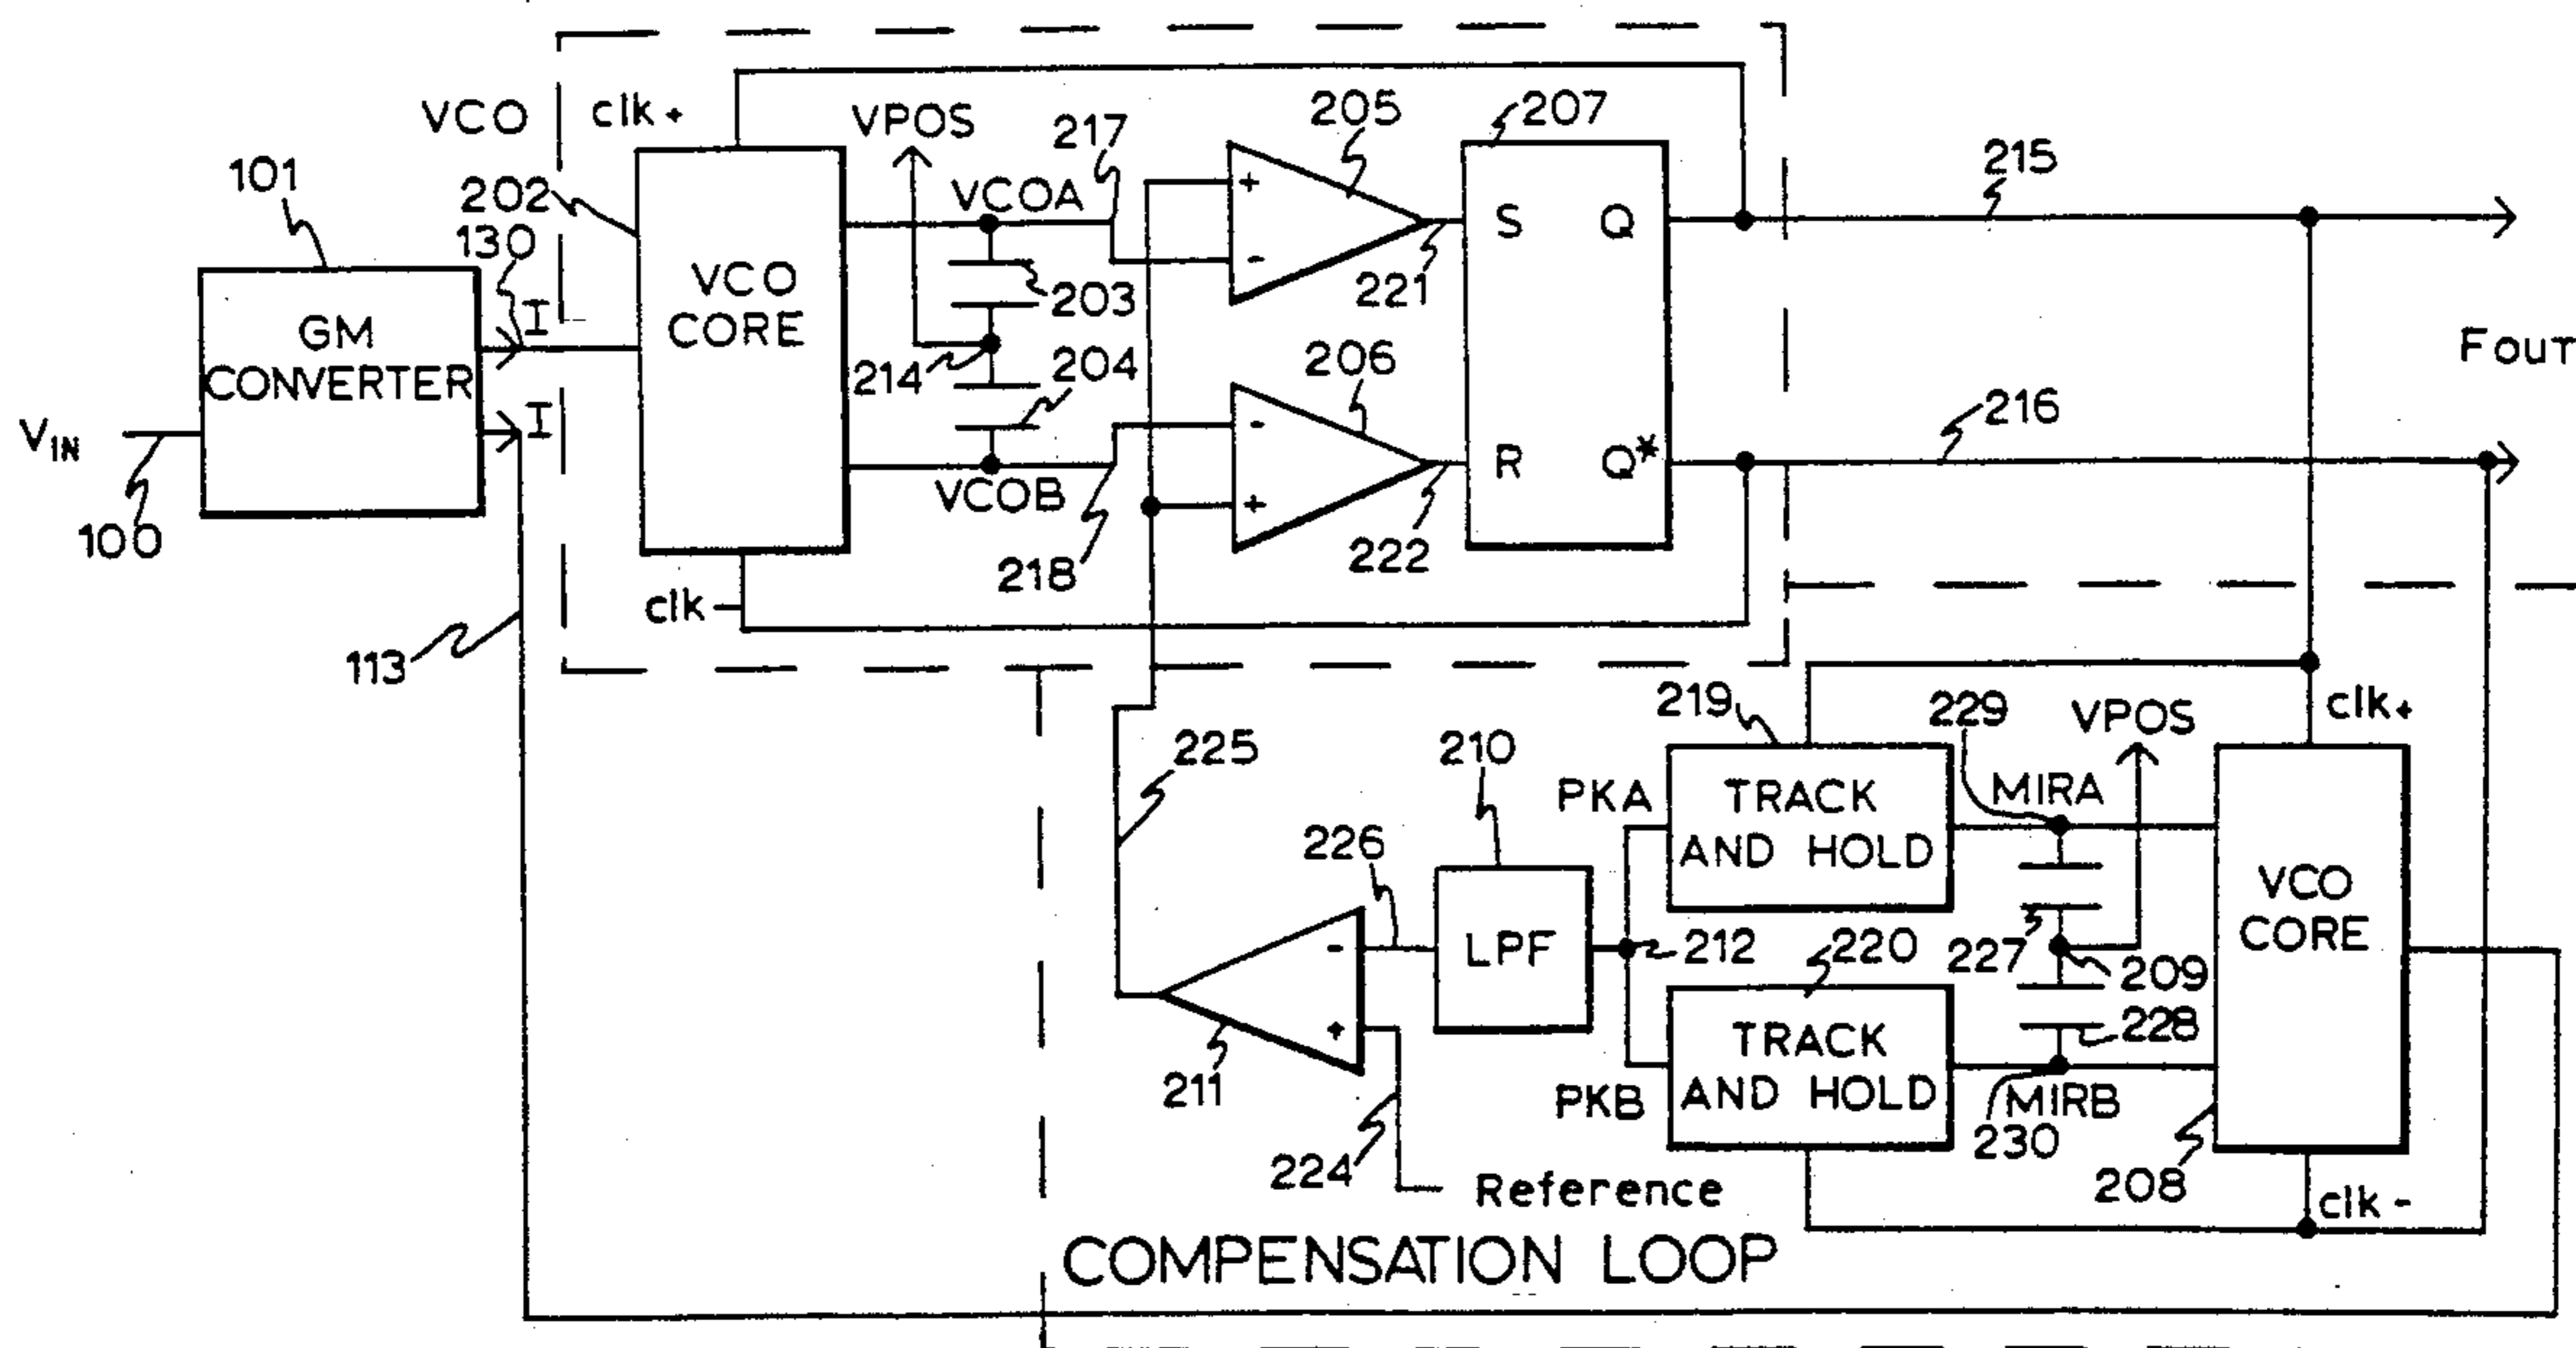 VCO
clk +
VPOS
217
205
207
215
101
202
130
VCOA
+
-
S
Q
I
VCO
CORE
203
221
GM
CONVERTER
214
204
206
FOUT
216
VIN
I
-
+
R
Q*
100
VCOB
218
222
clk -
113
219
229
VPOS
clk+
225
210
PKA
TRACK
AND HOLD
MIRA
226
-
LPF
212
220
227
209
VCO
CORE
+
211
PKB
TRACK
AND HOLD
228
MIRB
230
224
Reference
208
clk -
COMPENSATION LOOP